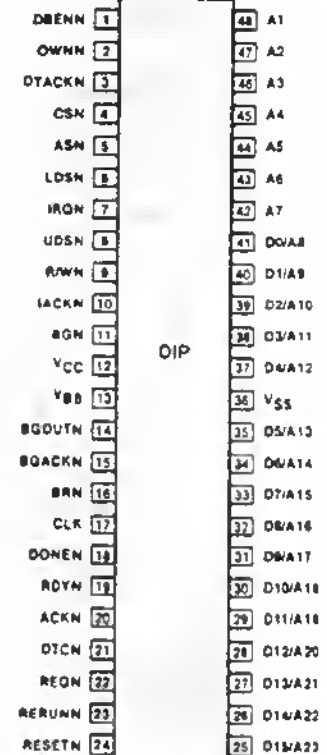 DBENN 1 48 A1
OWNN 2 47 A2
DTACKN 3 46 A3
CSN 4 45 A4
ASN 5 44 A5
LDSN 6 43 A6
IRQN 7 42 A7
UDSN 8 41 D0/A8
R/WN 9 40 D1/A9
IACKN 10 39 D2/A10
BGN 11 38 D3/A11
DIP
VCC 12 37 D4/A12
VBB 13 36 VSS
BGOUTN 14 35 D5/A13
BGACKN 15 34 D6/A14
BRN 16 33 D7/A15
CLK 17 32 D8/A16
DONEN 18 31 D9/A17
RDYN 19 30 D10/A18
ACKN 20 29 D11/A19
DTCN 21 28 D12/A20
REQN 22 27 D13/A21
RERUNN 23 26 D14/A22
RESETN 24 25 D15/A23